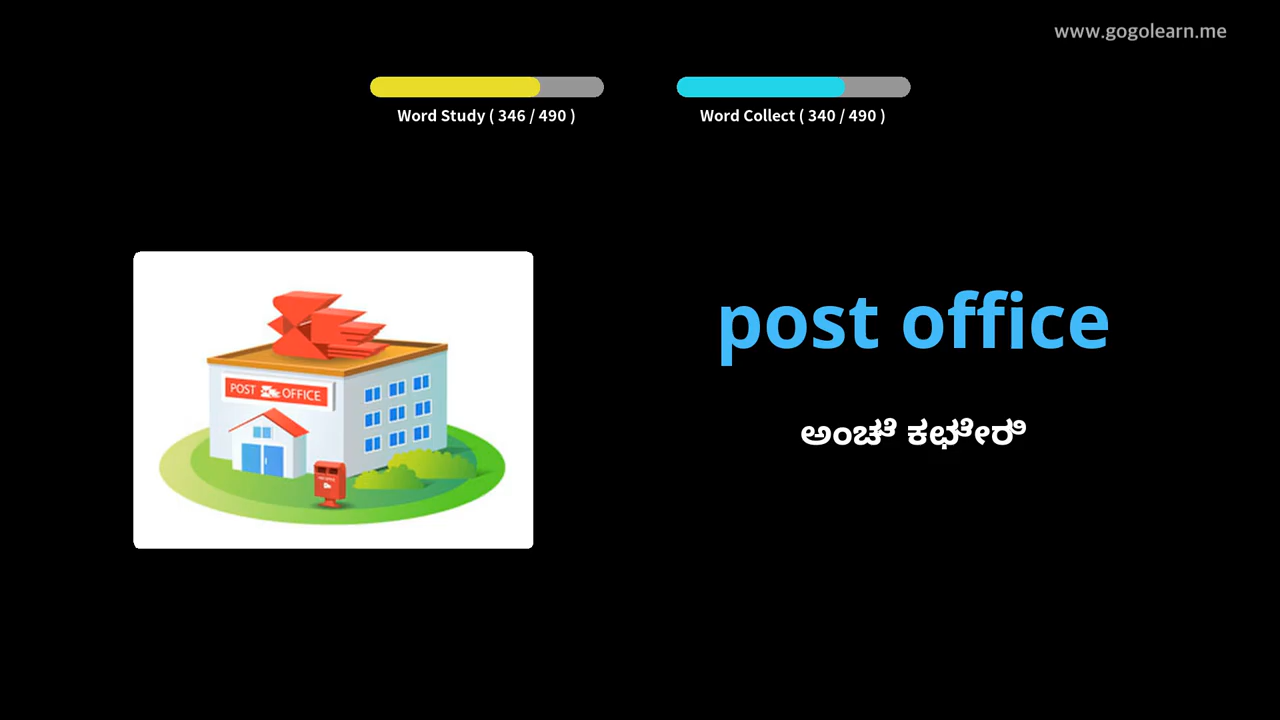 www.gogolearn.me
Word Study ( 346 / 490 )
Word Collect ( 340 / 490 )
POST OFFICE
post office
ಅಂಚೆ ಕಛೇರಿ